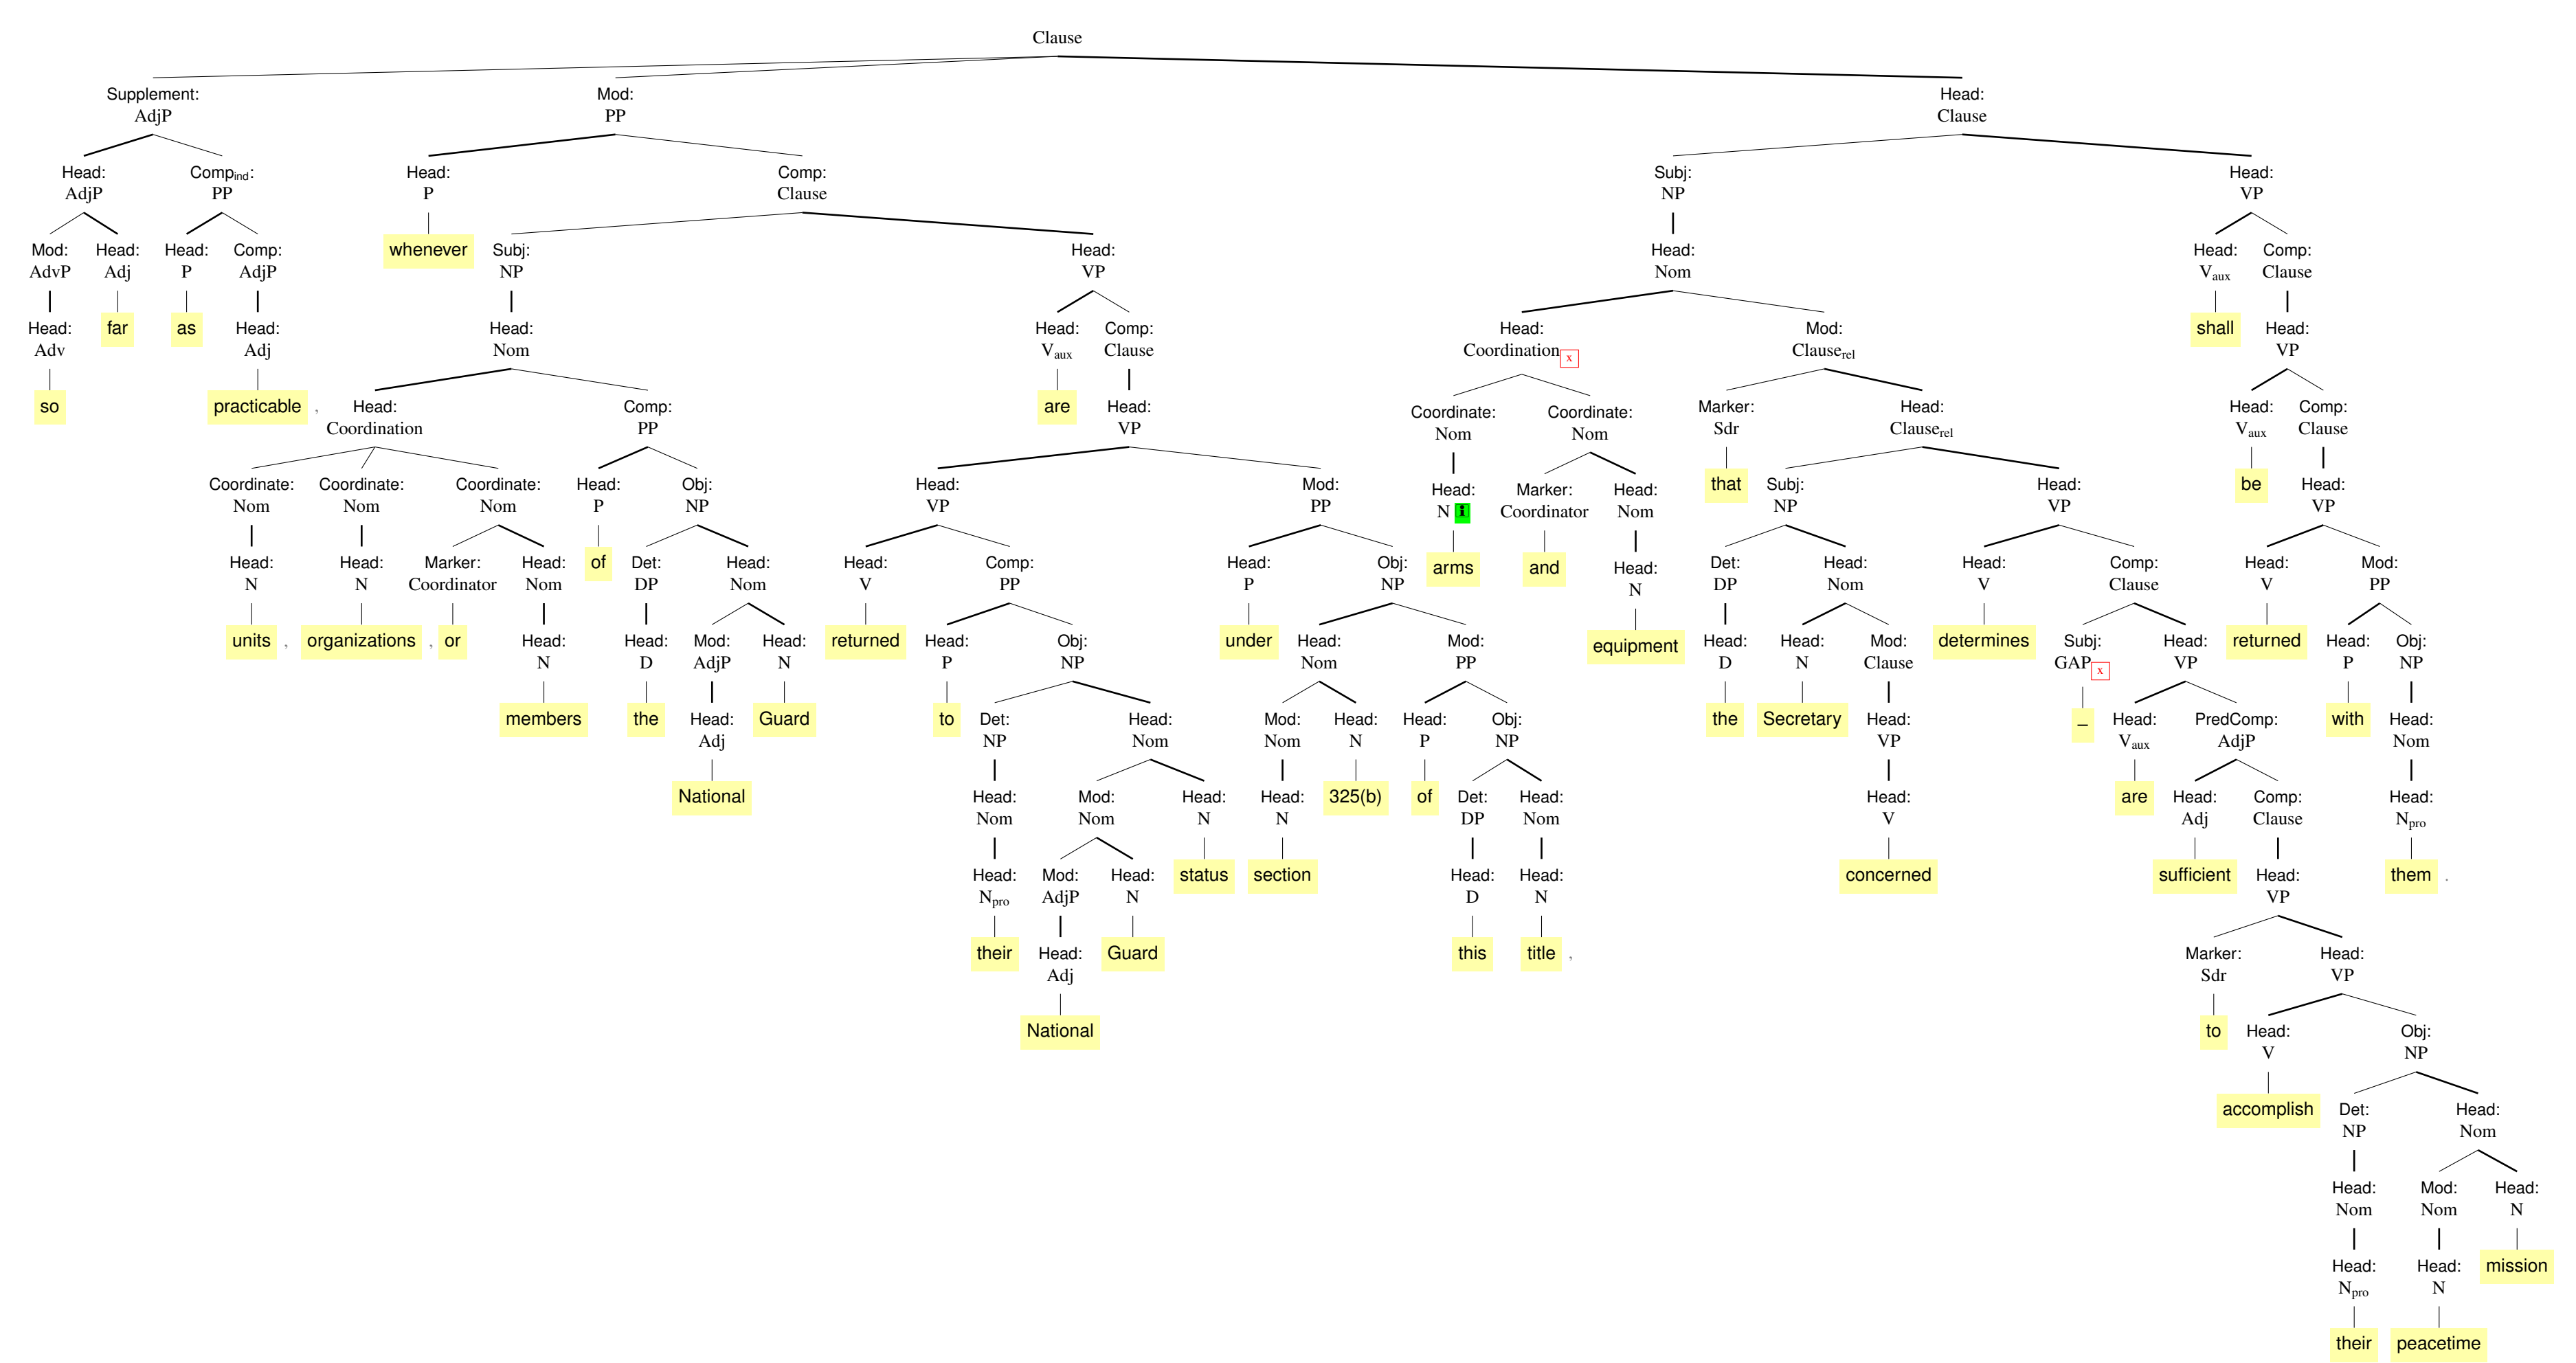 Clause
Supplement: Mod: Head:
AdjP PP Clause
Head: Comp_ind: Head: Comp: Subj: Head:
AdjP PP P Clause NP VP
whenever
Mod: Head: Head: Comp: Subj: Head: Head: Head: Comp:
AdvP Adj P AdjP NP VP Nom V_aux Clause
far as shall
Head: Head: Head: Head: Comp: Head: Mod: Head:
Adv Adj Nom V_aux Clause Coordination x Clause_rel VP
so practicable , are
Head: Comp: Head: Coordinate: Coordinate: Marker: Head: Head: Comp:
Coordination PP VP Nom Nom Sdr Clause_rel V_aux Clause
that be
Coordinate: Coordinate: Coordinate: Head: Obj: Head: Mod: Head: Marker: Head: Subj: Head: Head:
Nom Nom Nom P NP VP PP N i Coordinator Nom NP VP VP
of arms and
Head: Head: Marker: Head: Det: Head: Head: Comp: Head: Obj: Head: Det: Head: Head: Comp: Head: Mod:
N N Coordinator Nom DP Nom V PP P NP N DP Nom V Clause V PP
units , organizations , or returned under equipment determines returned
Head: Head: Mod: Head: Head: Obj: Head: Mod: Head: Head: Mod: Subj: Head: Head: Obj:
N D AdjP N P NP Nom PP D N Clause GAP x VP P NP
members the Guard to the Secretary – with
Head: Det: Head: Mod: Head: Head: Obj: Head: Head: PredComp: Head:
Adj NP Nom Nom N P NP VP V_aux AdjP Nom
National 325(b) of are
Head: Mod: Head: Head: Det: Head: Head: Head: Comp: Head:
Nom Nom N N DP Nom V Adj Clause N_pro
status section concerned sufficient them ,
Head: Mod: Head: Head: Head: Head:
N_pro AdjP N D N VP
their Guard this title ,
Head: Marker: Head:
Adj Sdr VP
National to
Head: Obj:
V NP
accomplish
Det: Head:
NP Nom
Head: Mod: Head:
Nom Nom N
mission
Head: Head:
N_pro N
their peacetime